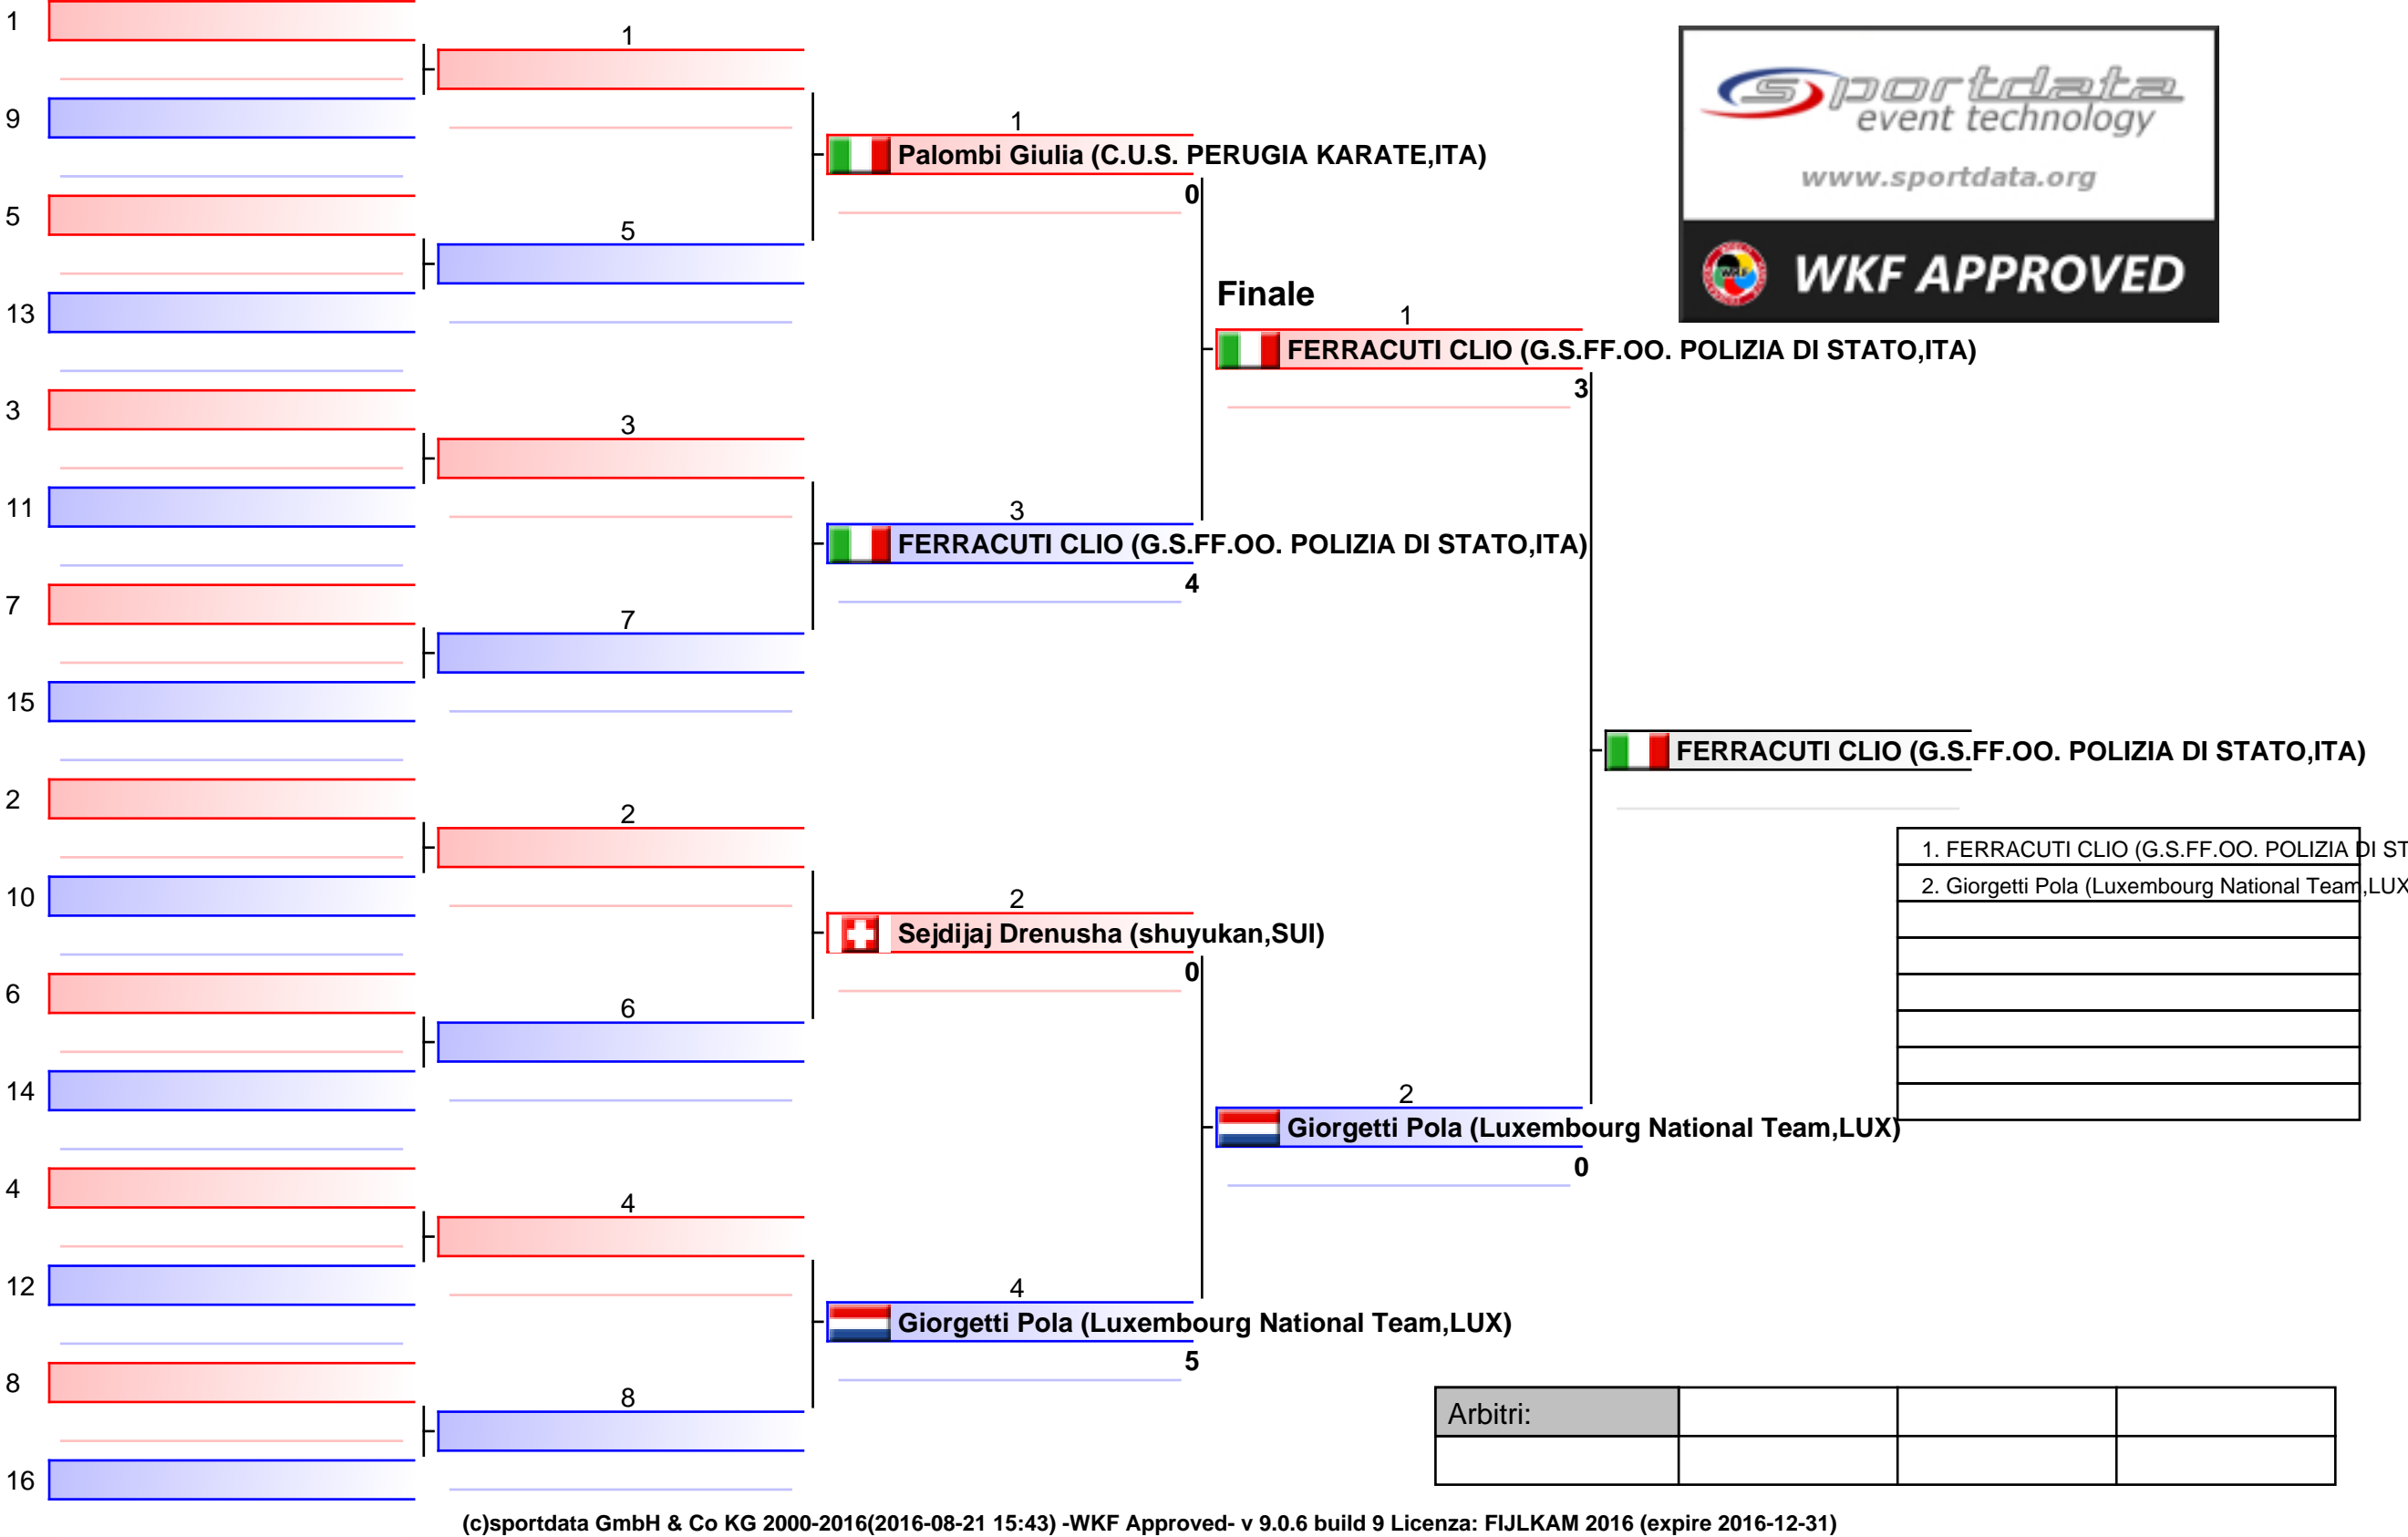 1
9
5
13
3
11
7
15
2
10
6
14
4
12
8
16
1
5
3
7
2
6
4
8
1
Palombi Giulia (C.U.S. PERUGIA KARATE,ITA)
0
3
FERRACUTI CLIO (G.S.FF.OO. POLIZIA DI STATO,ITA)
4
2
Sejdijaj Drenusha (shuyukan,SUI)
0
4
Giorgetti Pola (Luxembourg National Team,LUX)
5
Finale
1
FERRACUTI CLIO (G.S.FF.OO. POLIZIA DI STATO,ITA)
3
2
Giorgetti Pola (Luxembourg National Team,LUX)
0
FERRACUTI CLIO (G.S.FF.OO. POLIZIA DI STATO,ITA)
sportdata
event technology
www.sportdata.org
WKF
WKF APPROVED
1. FERRACUTI CLIO (G.S.FF.OO. POLIZIA DI ST
2. Giorgetti Pola (Luxembourg National Team,LUX
Arbitri:
(c)sportdata GmbH & Co KG 2000-2016(2016-08-21 15:43) -WKF Approved- v 9.0.6 build 9 Licenza: FIJLKAM 2016 (expire 2016-12-31)